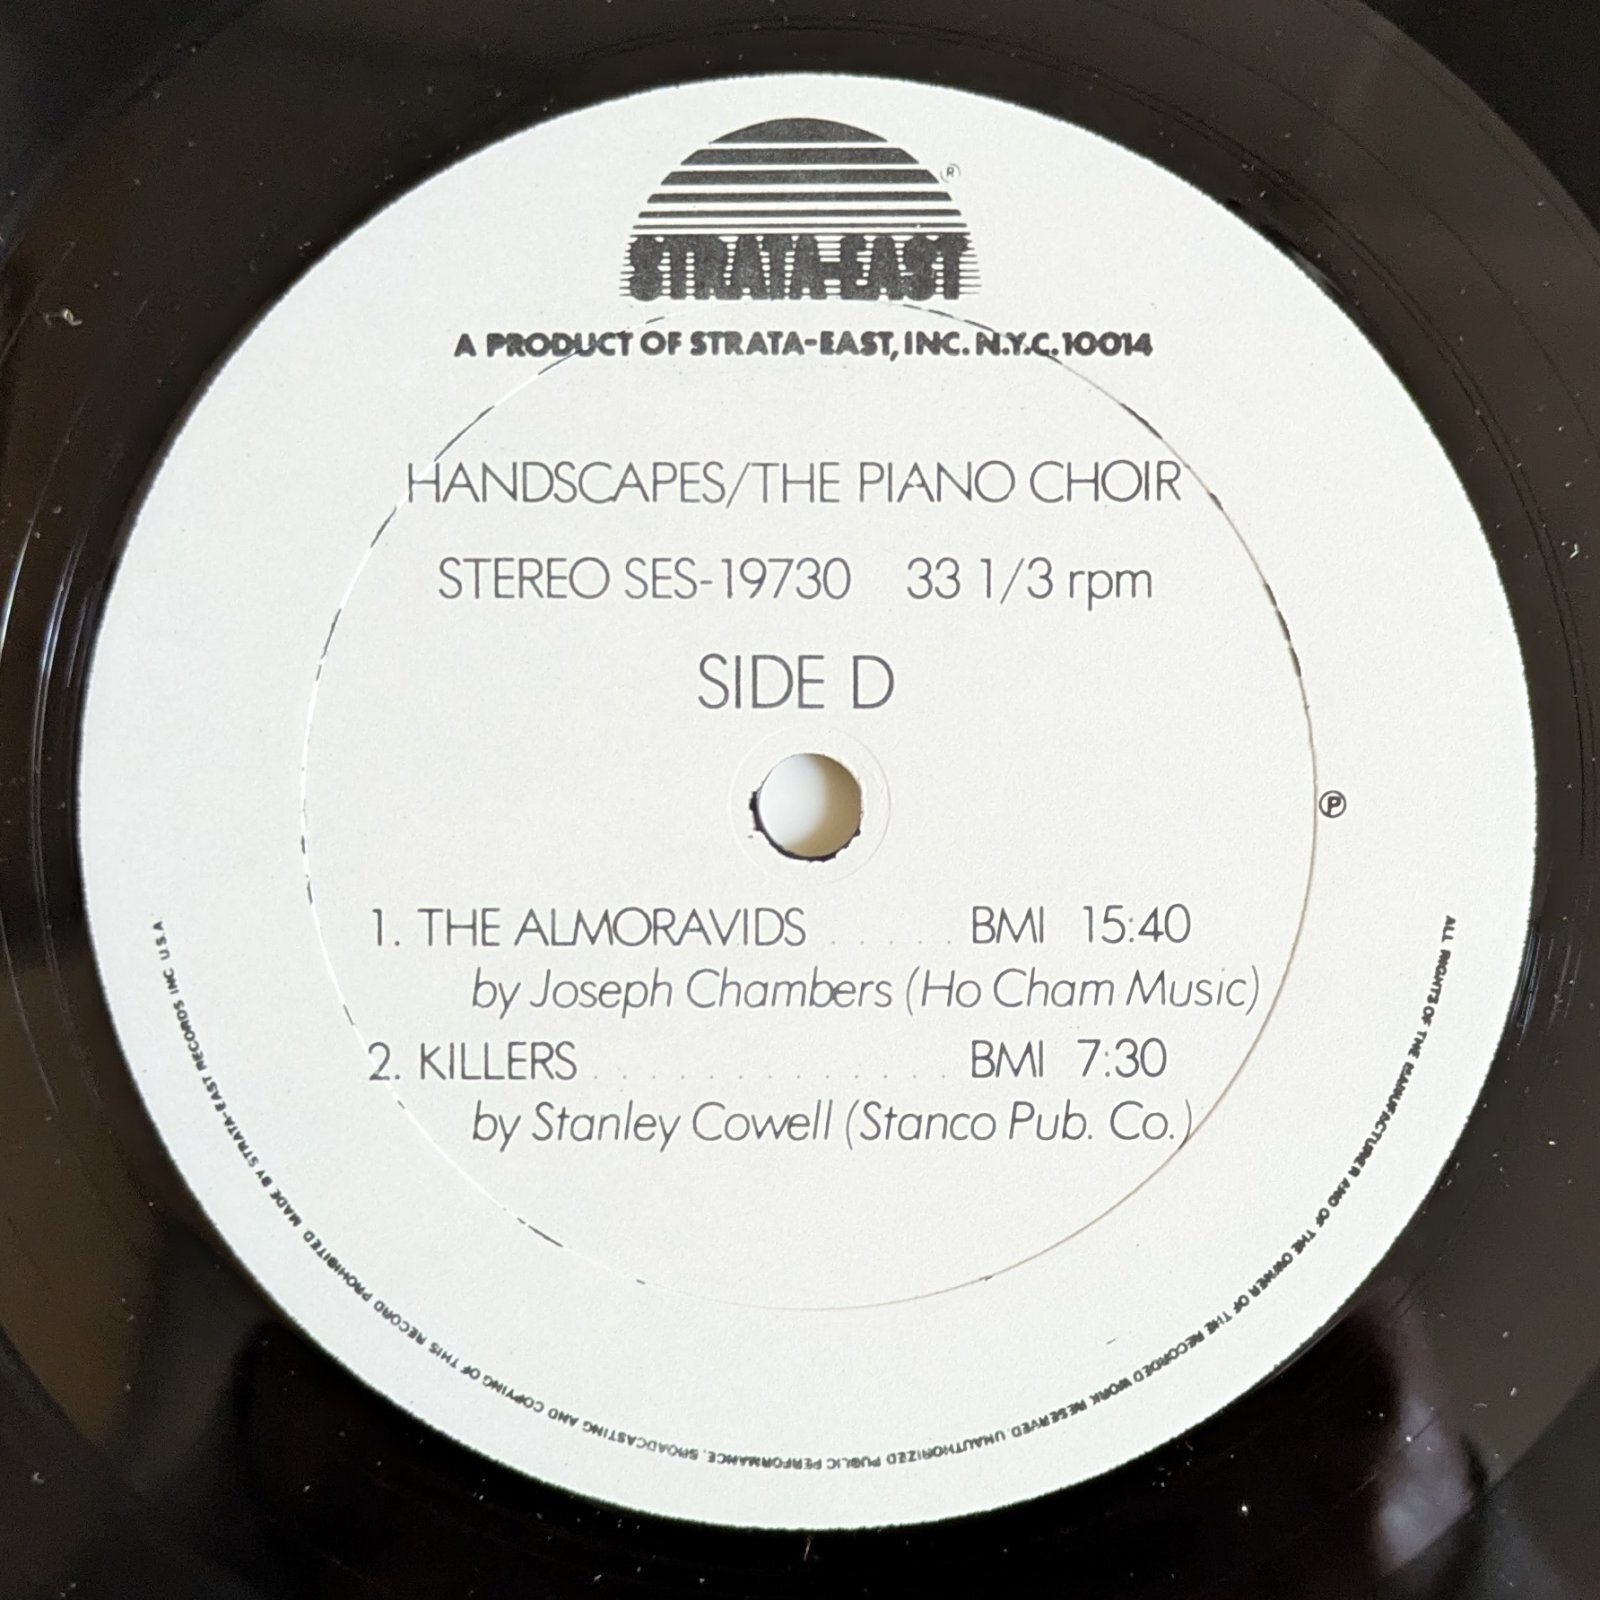 ®
STRATA-EAST
A PRODUCT OF STRATA-EAST, INC. N.Y.C. 10014
HANDSCAPES/THE PIANO CHOIR
STEREO SES-19730 33 1/3 rpm
SIDE D
℗
1. THE ALMORAVIDS . . . . . . BMI 15:40
by Joseph Chambers (Ho Cham Music)
2. KILLERS . . . . . . . . . . . . . . . BMI 7:30
by Stanley Cowell (Stanco Pub. Co.)
ALL RIGHTS OF THE MANUFACTURER AND OF THE OWNER OF THE RECORDED WORK RESERVED. UNAUTHORIZED PUBLIC PERFORMANCE, BROADCASTING AND COPYING OF THIS RECORD PROHIBITED. MADE BY STRATA-EAST RECORDS INC U.S.A